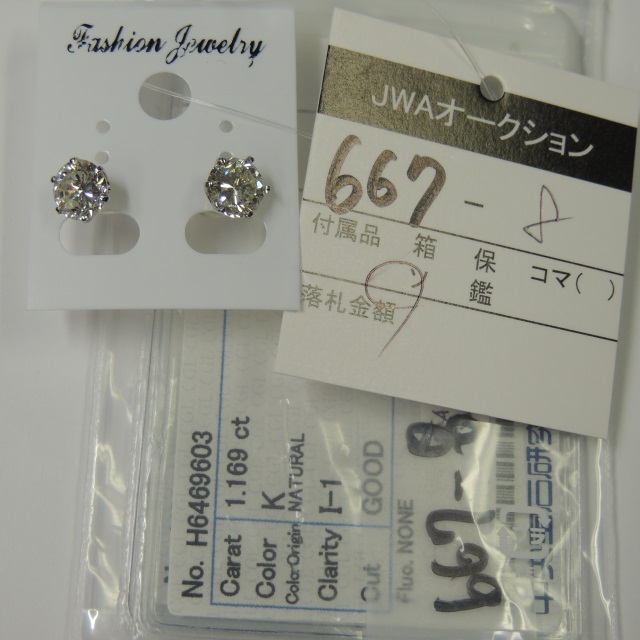 Fashion Jewelry
JWAオークション
667 - 8
付属品 箱 保 コマ( )
鑑
落札金額 9
No. H6469603
Carat 1.169 ct
Color K
Color-Origin NATURAL
Clarity I-1
Cut GOOD
Fluo. NONE
667-